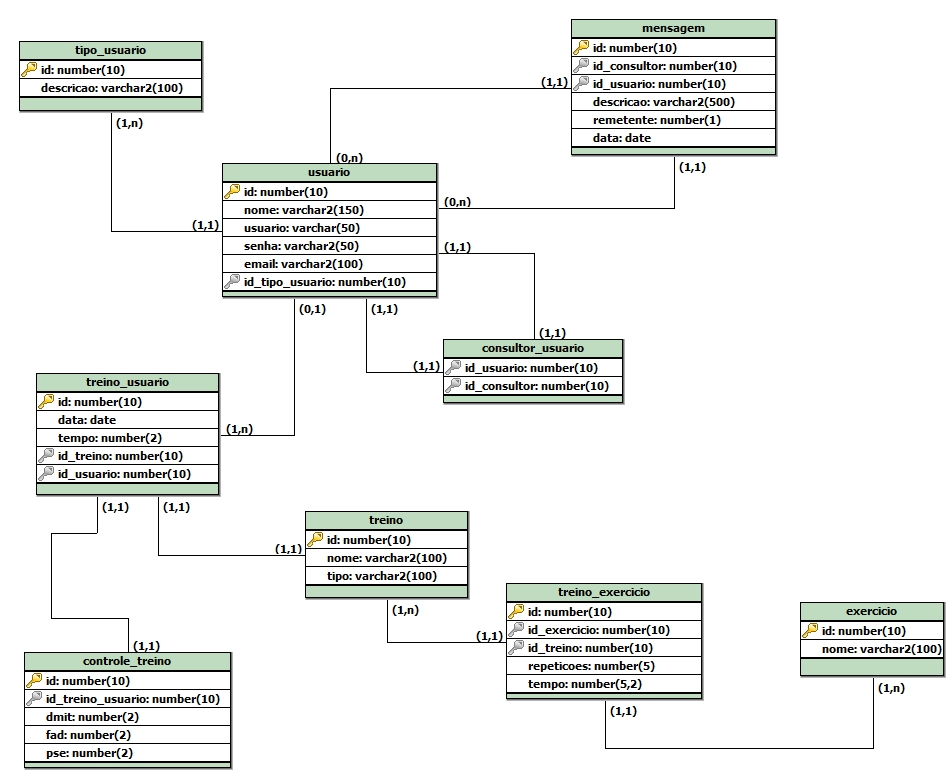 mensagem
id: number(10)
id_consultor: number(10)
id_usuario: number(10)
descricao: varchar2(500)
remetente: number(1)
data: date
(1,1)
(1,1)
tipo_usuario
id: number(10)
descricao: varchar2(100)
(1,n)
(0,n)
usuario
id: number(10)
nome: varchar2(150)
usuario: varchar(50)
senha: varchar2(50)
email: varchar2(100)
id_tipo_usuario: number(10)
(1,1)
(0,n)
(1,1)
(0,1)
(1,1)
(1,1)
consultor_usuario
id_usuario: number(10)
id_consultor: number(10)
(1,1)
treino_usuario
id: number(10)
data: date
tempo: number(2)
id_treino: number(10)
id_usuario: number(10)
(1,n)
(1,1)
(1,1)
treino
id: number(10)
nome: varchar2(100)
tipo: varchar2(100)
(1,1)
(1,n)
treino_exercicio
id: number(10)
id_exercicio: number(10)
id_treino: number(10)
repeticoes: number(5)
tempo: number(5,2)
(1,1)
(1,1)
exercicio
id: number(10)
nome: varchar2(100)
(1,n)
(1,1)
controle_treino
id: number(10)
id_treino_usuario: number(10)
dmit: number(2)
fad: number(2)
pse: number(2)